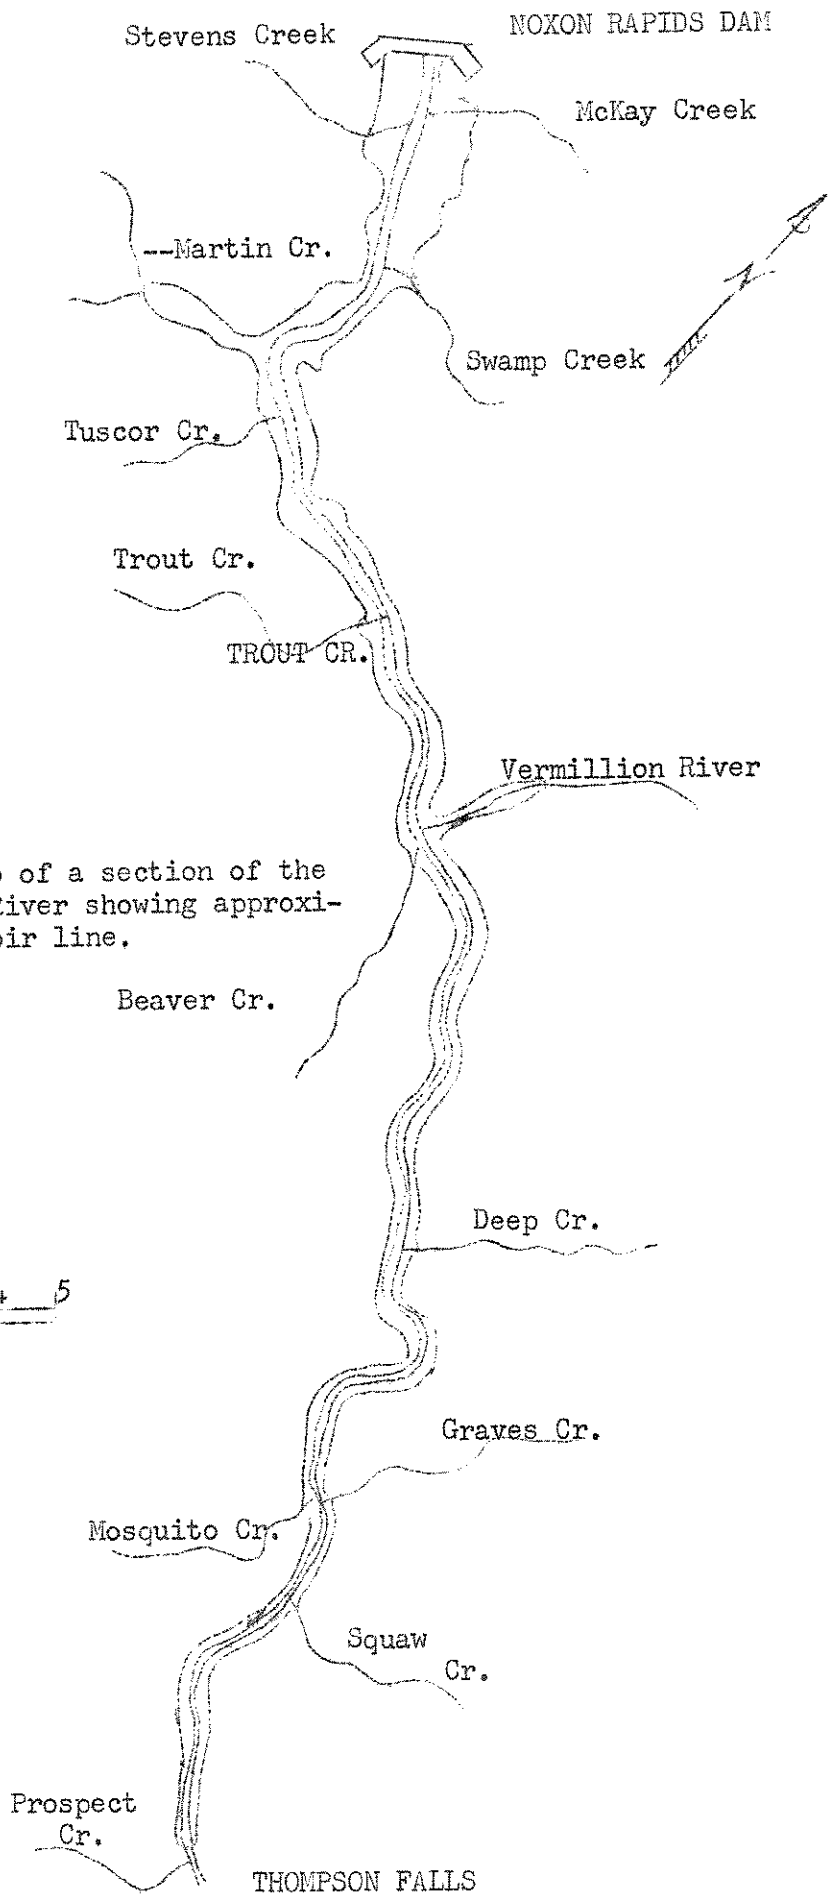 NOXON RAPIDS DAM
Stevens Creek
McKay Creek
--Martin Cr.
Swamp Creek
Tuscor Cr.
Trout Cr.
TROUT CR.
Vermillion River
of a section of the
showing approxi-
line.
Beaver Cr.
Deep Cr.
5
Graves Cr.
Mosquito Cr.
Squaw
Cr.
Prospect
Cr.
THOMPSON FALLS